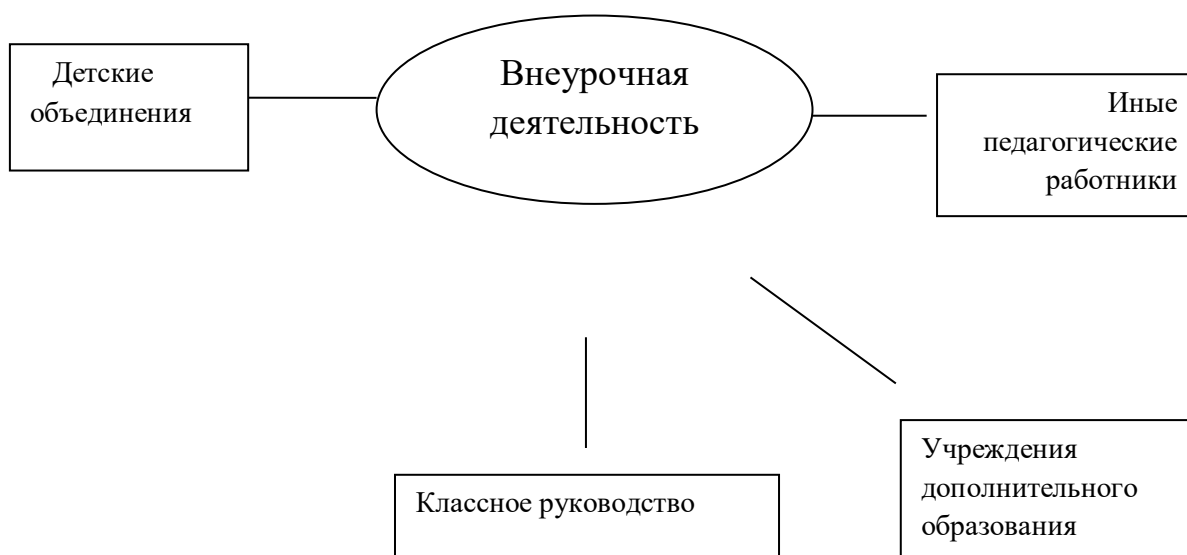 Детские
объединения
Внеурочная
деятельность
Иные
педагогические
работники
Классное руководство
Учреждения
дополнительного
образования